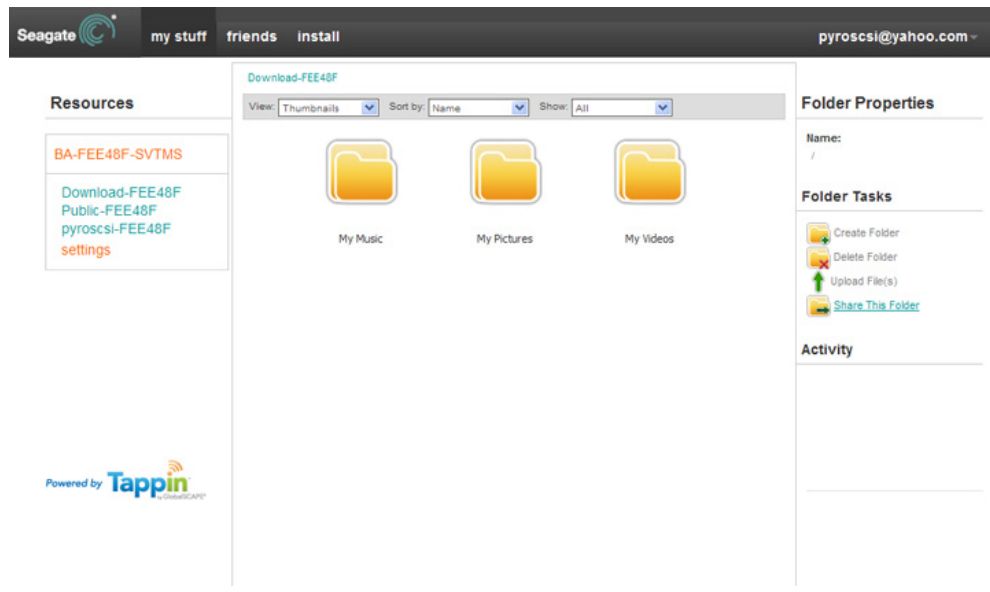 Seagate
my stuff friends install
pyroscsi@yahoo.com
Resources
BA-FEE48F-SVTMS
Download-FEE48F
Public-FEE48F
pyroscsi-FEE48F
settings
Powered by Tappin
by GlobalSCAPE®
Download-FEE48F
View: Thumbnails Sort by: Name Show: All
My Music My Pictures My Videos
Folder Properties
Name:
/
Folder Tasks
Create Folder
Delete Folder
Upload File(s)
Share This Folder
Activity